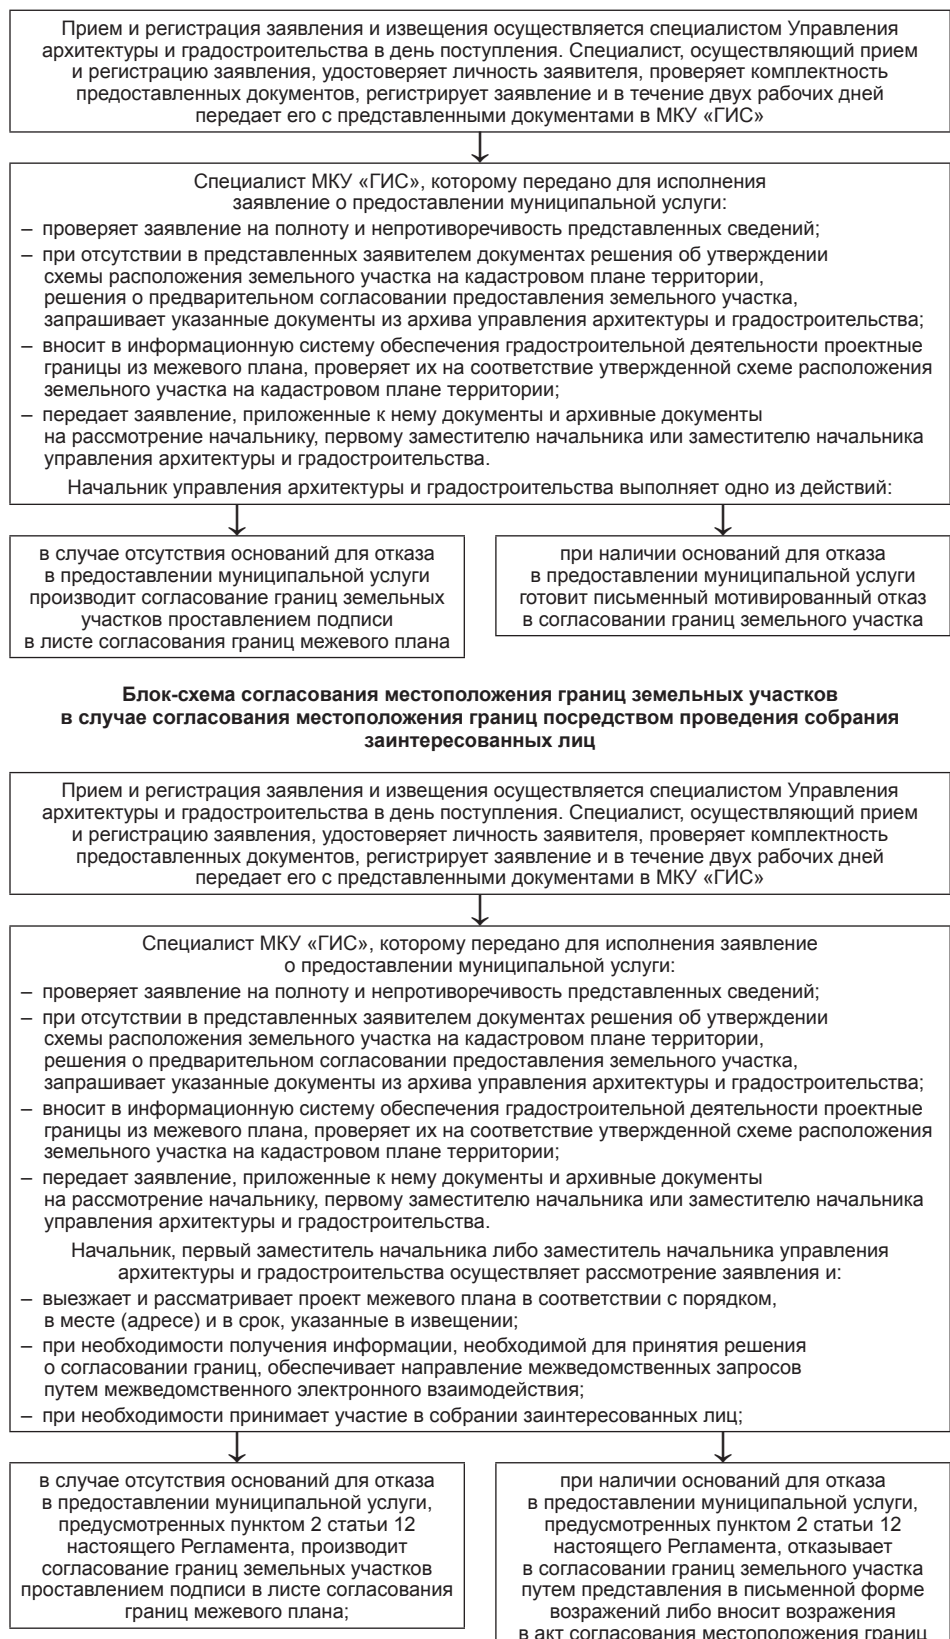 Прием и регистрация заявления и извещения осуществляется специалистом Управления
архитектуры и градостроительства в день поступления. Специалист, осуществляющий прием
и регистрацию заявления, удостоверяет личность заявителя, проверяет комплектность
предоставленных документов, регистрирует заявление и в течение двух рабочих дней
передает его с представленными документами в МКУ «ГИС»
Специалист МКУ «ГИС», которому передано для исполнения
заявление о предоставлении муниципальной услуги:
– проверяет заявление на полноту и непротиворечивость представленных сведений;
– при отсутствии в представленных заявителем документах решения об утверждении
схемы расположения земельного участка на кадастровом плане территории,
решения о предварительном согласовании предоставления земельного участка,
запрашивает указанные документы из архива управления архитектуры и градостроительства;
– вносит в информационную систему обеспечения градостроительной деятельности проектные
границы из межевого плана, проверяет их на соответствие утвержденной схеме расположения
земельного участка на кадастровом плане территории;
– передает заявление, приложенные к нему документы и архивные документы
на рассмотрение начальнику, первому заместителю начальника или заместителю начальника
управления архитектуры и градостроительства.
Начальник управления архитектуры и градостроительства выполняет одно из действий:
в случае отсутствия оснований для отказа
в предоставлении муниципальной услуги
производит согласование границ земельных
участков проставлением подписи
в листе согласования границ межевого плана
при наличии оснований для отказа
в предоставлении муниципальной услуги
готовит письменный мотивированный отказ
в согласовании границ земельного участка
Блок-схема согласования местоположения границ земельных участков
в случае согласования местоположения границ посредством проведения собрания
заинтересованных лиц
Прием и регистрация заявления и извещения осуществляется специалистом Управления
архитектуры и градостроительства в день поступления. Специалист, осуществляющий прием
и регистрацию заявления, удостоверяет личность заявителя, проверяет комплектность
предоставленных документов, регистрирует заявление и в течение двух рабочих дней
передает его с представленными документами в МКУ «ГИС»
Специалист МКУ «ГИС», которому передано для исполнения заявление
о предоставлении муниципальной услуги:
– проверяет заявление на полноту и непротиворечивость представленных сведений;
– при отсутствии в представленных заявителем документах решения об утверждении
схемы расположения земельного участка на кадастровом плане территории,
решения о предварительном согласовании предоставления земельного участка,
запрашивает указанные документы из архива управления архитектуры и градостроительства;
– вносит в информационную систему обеспечения градостроительной деятельности проектные
границы из межевого плана, проверяет их на соответствие утвержденной схеме расположения
земельного участка на кадастровом плане территории;
– передает заявление, приложенные к нему документы и архивные документы
на рассмотрение начальнику, первому заместителю начальника или заместителю начальника
управления архитектуры и градостроительства.
Начальник, первый заместитель начальника либо заместитель начальника управления
архитектуры и градостроительства осуществляет рассмотрение заявления и:
– выезжает и рассматривает проект межевого плана в соответствии с порядком,
в месте (адресе) и в срок, указанные в извещении;
– при необходимости получения информации, необходимой для принятия решения
о согласовании границ, обеспечивает направление межведомственных запросов
путем межведомственного электронного взаимодействия;
– при необходимости принимает участие в собрании заинтересованных лиц;
в случае отсутствия оснований для отказа
в предоставлении муниципальной услуги,
предусмотренных пунктом 2 статьи 12
настоящего Регламента, производит
согласование границ земельных участков
проставлением подписи в листе согласования
границ межевого плана;
при наличии оснований для отказа
в предоставлении муниципальной услуги,
предусмотренных пунктом 2 статьи 12
настоящего Регламента, отказывает
в согласовании границ земельного участка
путем представления в письменной форме
возражений либо вносит возражения
в акт согласования местоположения границ